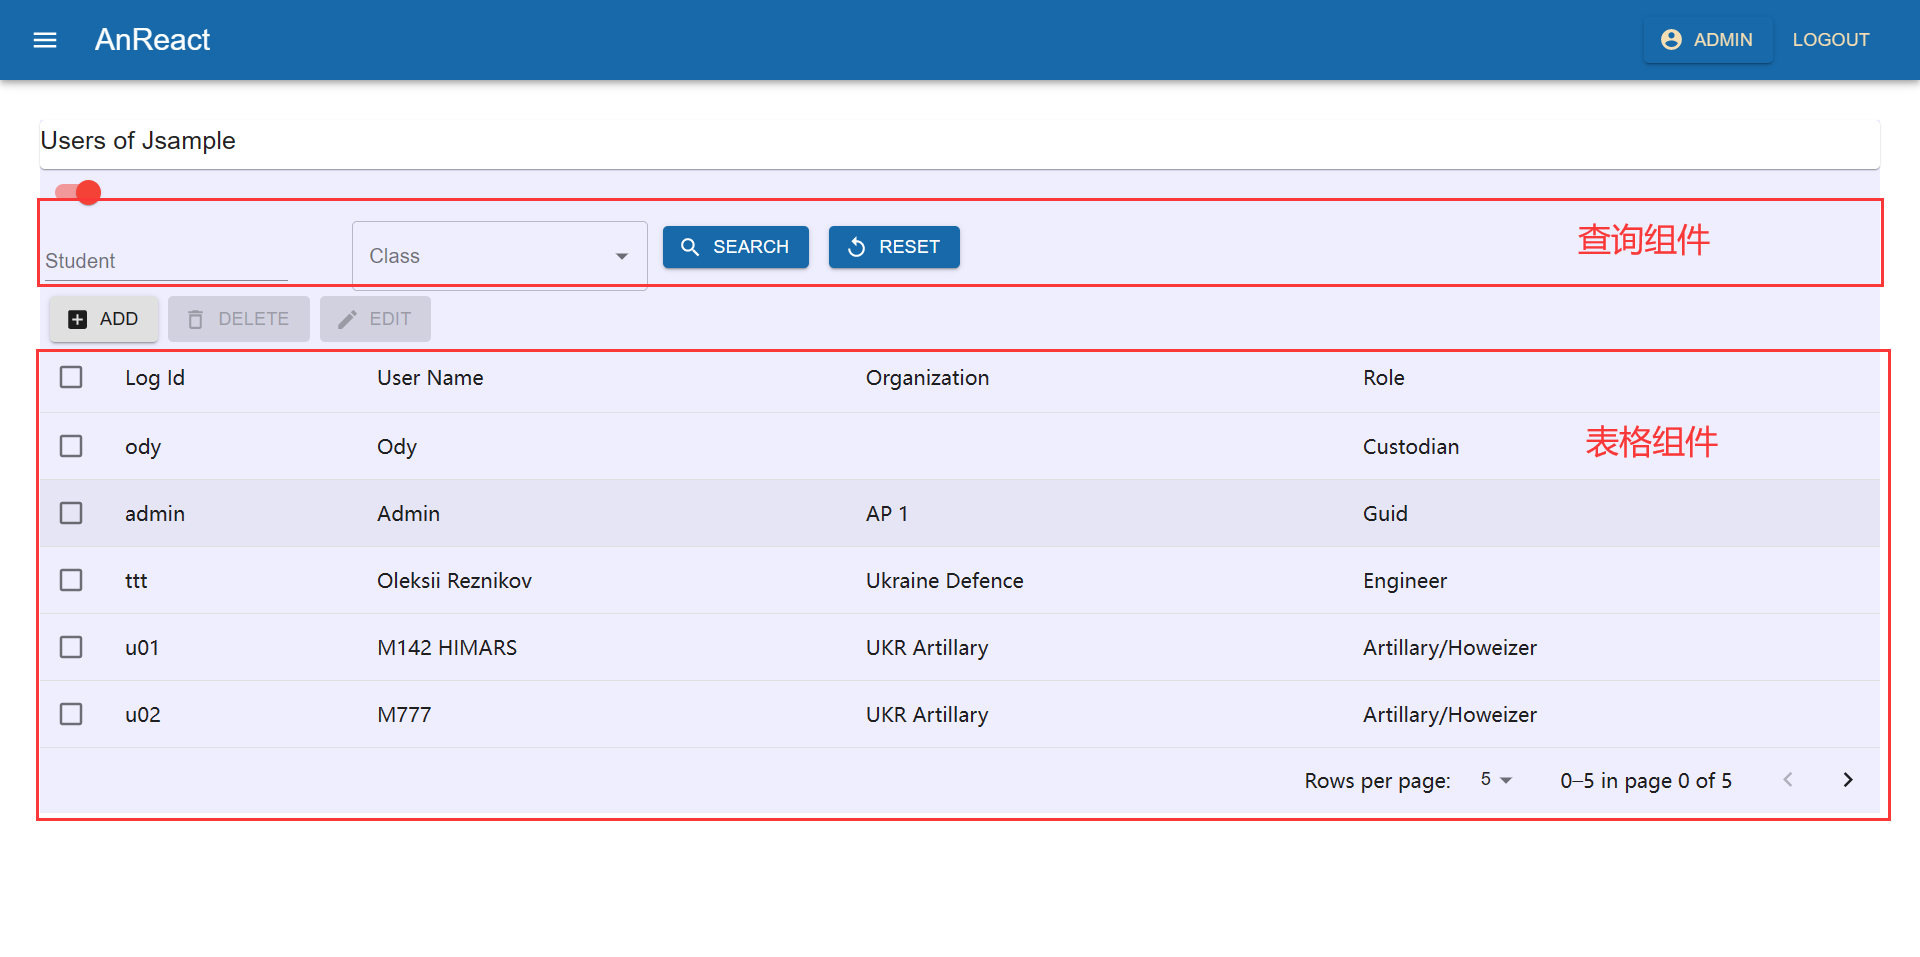 AnReact
ADMIN
LOGOUT
Users of Jsample
Student
Class
SEARCH
RESET
查询组件
ADD
DELETE
EDIT
Log Id
User Name
Organization
Role
ody
Ody
Custodian
表格组件
admin
Admin
AP 1
Guid
ttt
Oleksii Reznikov
Ukraine Defence
Engineer
u01
M142 HIMARS
UKR Artillary
Artillary/Howeizer
u02
M777
UKR Artillary
Artillary/Howeizer
Rows per page:
5
0–5 in page 0 of 5